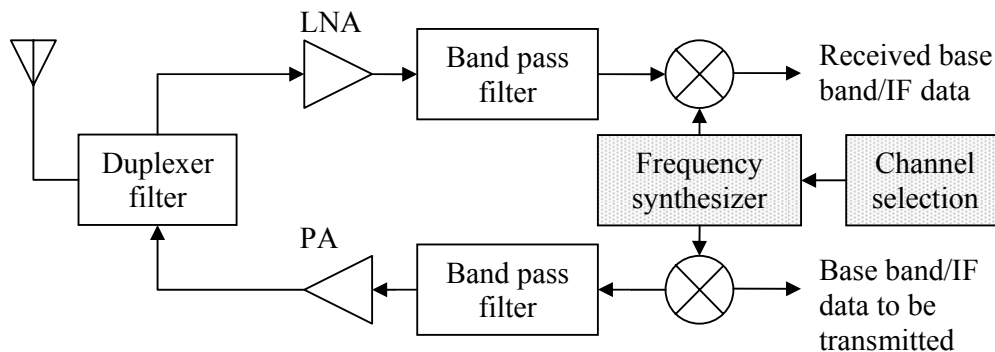 LNA
Band pass
filter
Received base
band/IF data
Duplexer
filter
Frequency
synthesizer
Channel
selection
PA
Band pass
filter
Base band/IF
data to be
transmitted